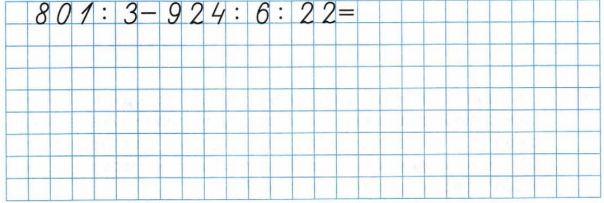 801 : 3 - 924 : 6 : 22 =